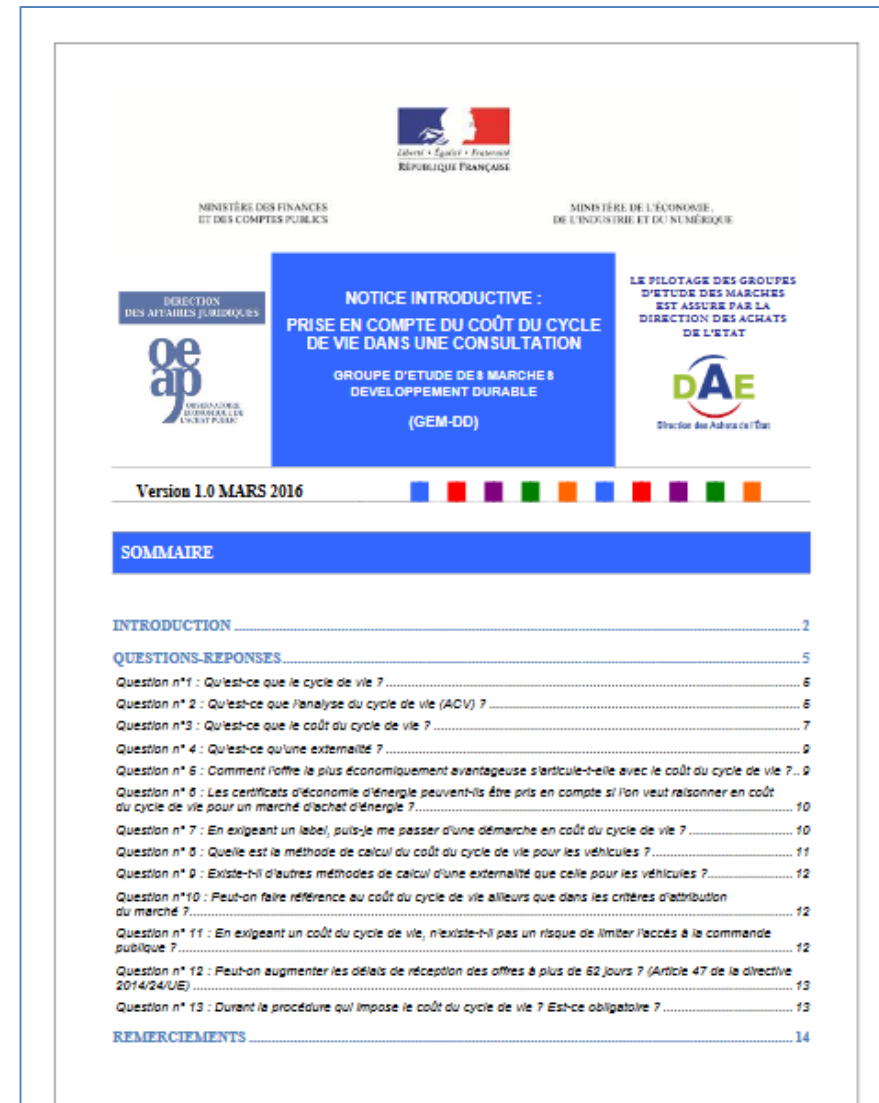 Liberté • Égalité • Fraternité
RÉPUBLIQUE FRANÇAISE
MINISTÈRE DES FINANCES
ET DES COMPTES PUBLICS
MINISTÈRE DE L'ÉCONOMIE,
DE L'INDUSTRIE ET DU NUMÉRIQUE
DIRECTION
DES AFFAIRES JURIDIQUES
oeap
OBSERVATOIRE
ECONOMIQUE DE
L'ACHAT PUBLIC
NOTICE INTRODUCTIVE :
PRISE EN COMPTE DU COÛT DU CYCLE
DE VIE DANS UNE CONSULTATION
GROUPE D'ETUDE DES MARCHES
DEVELOPPEMENT DURABLE
(GEM-DD)
LE PILOTAGE DES GROUPES
D'ETUDE DES MARCHES
EST ASSURE PAR LA
DIRECTION DES ACHATS
DE L'ETAT
DAE
Direction des Achats de l'État
Version 1.0 MARS 2016
SOMMAIRE
INTRODUCTION 2
QUESTIONS-REPONSES 5
Question n°1 : Qu'est-ce que le cycle de vie ? 5
Question n° 2 : Qu'est-ce que l'analyse du cycle de vie (ACV) ? 5
Question n°3 : Qu'est-ce que le coût du cycle de vie ? 7
Question n° 4 : Qu'est-ce qu'une externalité ? 9
Question n° 5 : Comment l'offre la plus économiquement avantageuse s'articule-t-elle avec le coût du cycle de vie ? .. 9
Question n° 6 : Les certificats d'économie d'énergie peuvent-ils être pris en compte si l'on veut raisonner en coût
du cycle de vie pour un marché d'achat d'énergie ? 10
Question n° 7 : En exigeant un label, puis-je me passer d'une démarche en coût du cycle de vie ? 10
Question n° 8 : Quelle est la méthode de calcul du coût du cycle de vie pour les véhicules ? 11
Question n° 9 : Existe-t-il d'autres méthodes de calcul d'une externalité que celle pour les véhicules ? 12
Question n°10 : Peut-on faire référence au coût du cycle de vie ailleurs que dans les critères d'attribution
du marché ? 12
Question n° 11 : En exigeant un coût du cycle de vie, n'existe-t-il pas un risque de limiter l'accès à la commande
publique ? 12
Question n° 12 : Peut-on augmenter les délais de réception des offres à plus de 52 jours ? (Article 47 de la directive
2014/24/UE) 13
Question n° 13 : Durant la procédure qui impose le coût du cycle de vie ? Est-ce obligatoire ? 13
REMERCIEMENTS 14